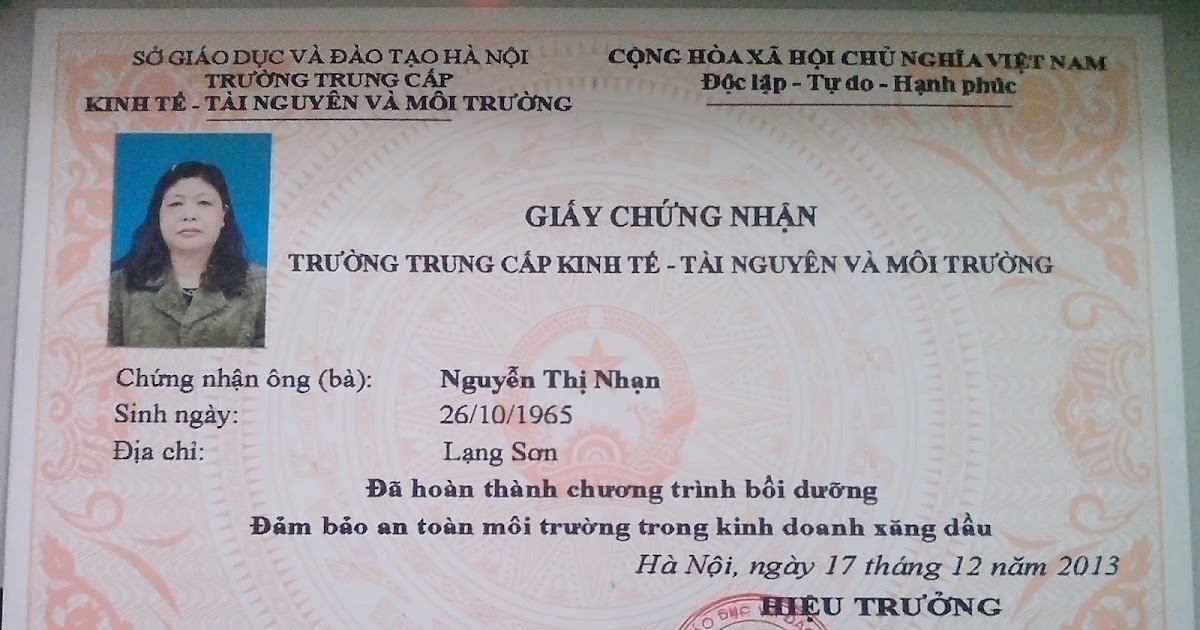 SỞ GIÁO DỤC VÀ ĐÀO TẠO HÀ NỘI
TRƯỜNG TRUNG CẤP
KINH TẾ - TÀI NGUYÊN VÀ MÔI TRƯỜNG
CỘNG HÒA XÃ HỘI CHỦ NGHĨA VIỆT NAM
Độc lập - Tự do - Hạnh phúc
GIẤY CHỨNG NHẬN
TRƯỜNG TRUNG CẤP KINH TẾ - TÀI NGUYÊN VÀ MÔI TRƯỜNG
Chứng nhận ông (bà): Nguyễn Thị Nhạn
Sinh ngày: 26/10/1965
Địa chỉ: Lạng Sơn
Đã hoàn thành chương trình bồi dưỡng
Đảm bảo an toàn môi trường trong kinh doanh xăng dầu
Hà Nội, ngày 17 tháng 12 năm 2013
HIỆU TRƯỞNG